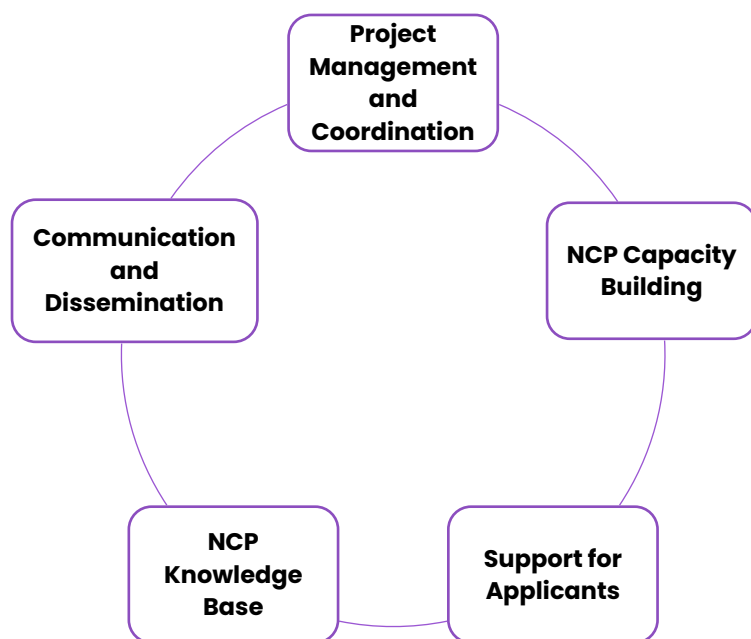 Project
Management
and
Coordination
Communication
and
Dissemination
NCP Capacity
Building
NCP
Knowledge
Base
Support for
Applicants